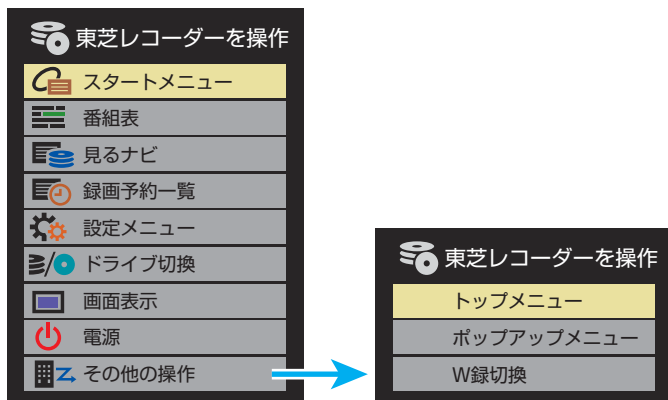 東芝レコーダーを操作
スタートメニュー
番組表
見るナビ
録画予約一覧
設定メニュー
ドライブ切換
画面表示
電源
その他の操作
東芝レコーダーを操作
トップメニュー
ポップアップメニュー
W録切換